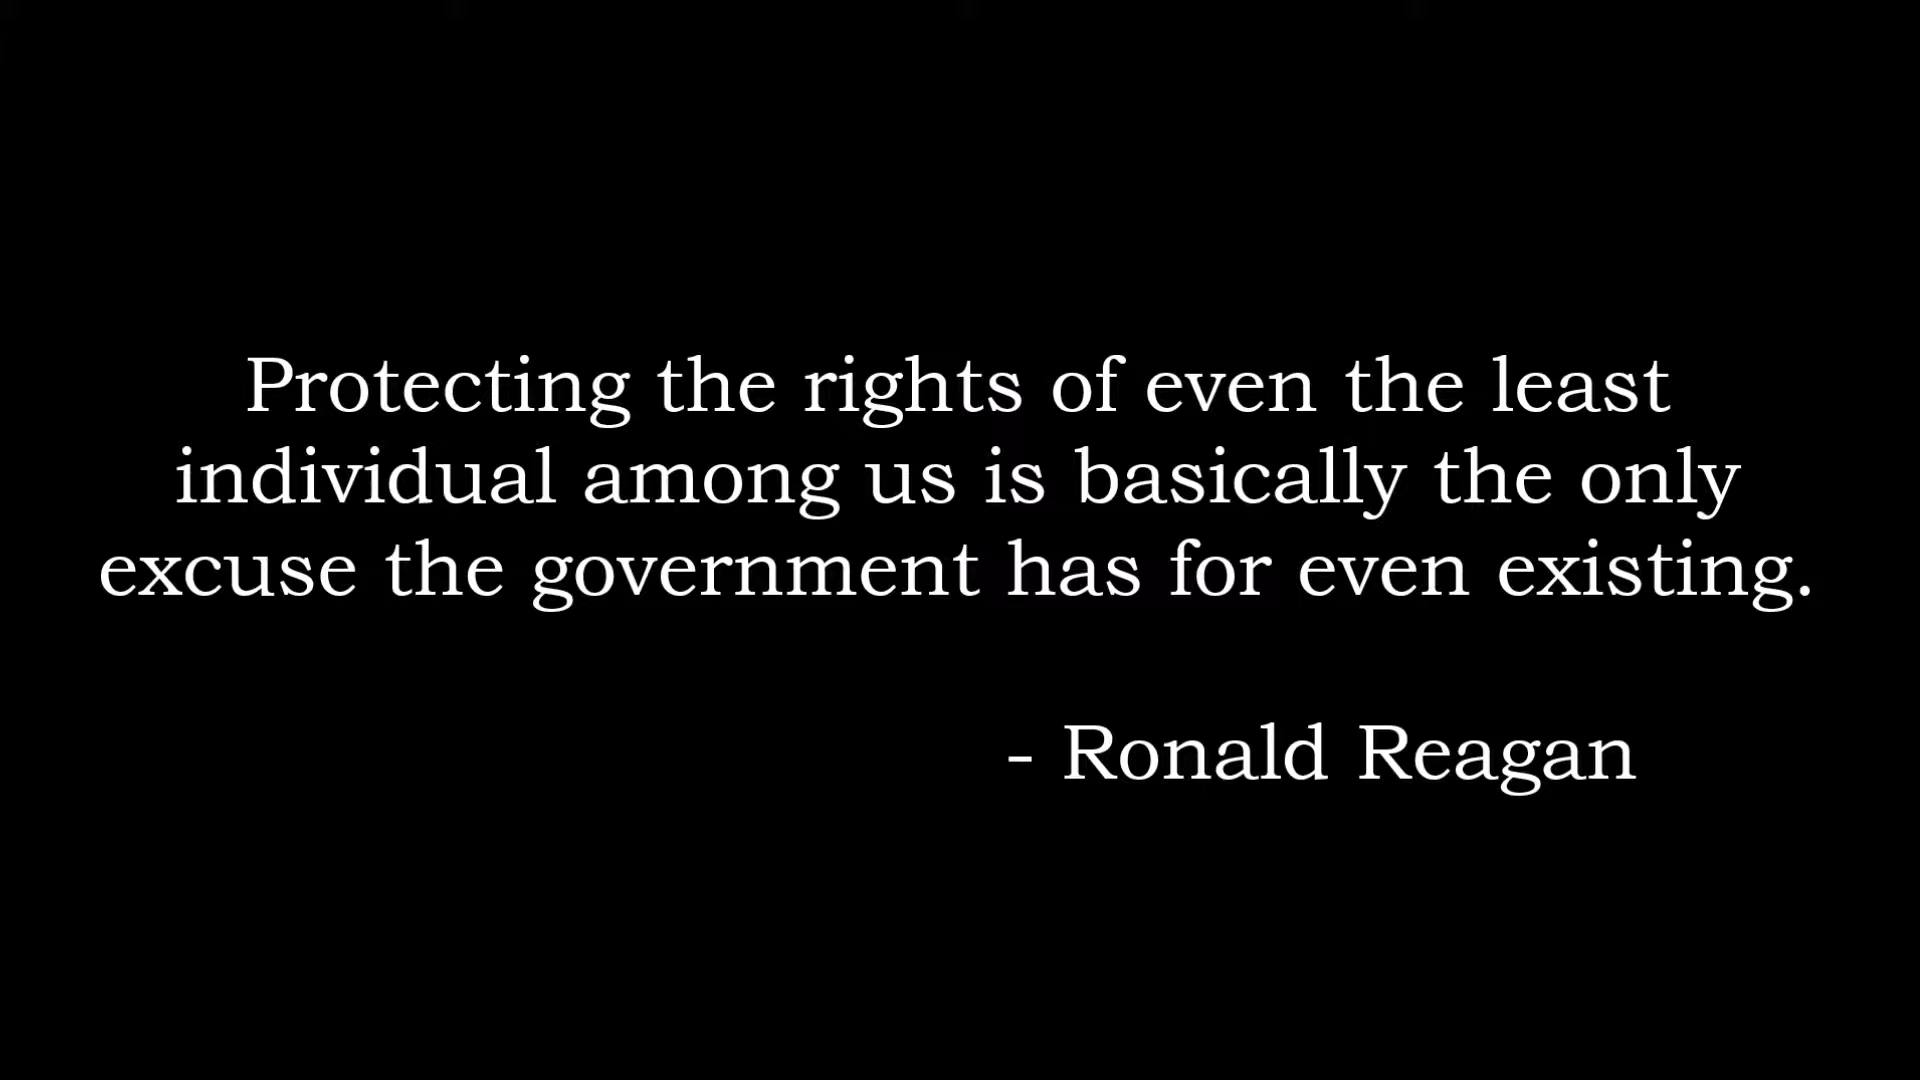 Protecting the rights of even the least
individual among us is basically the only
excuse the government has for even existing.
- Ronald Reagan